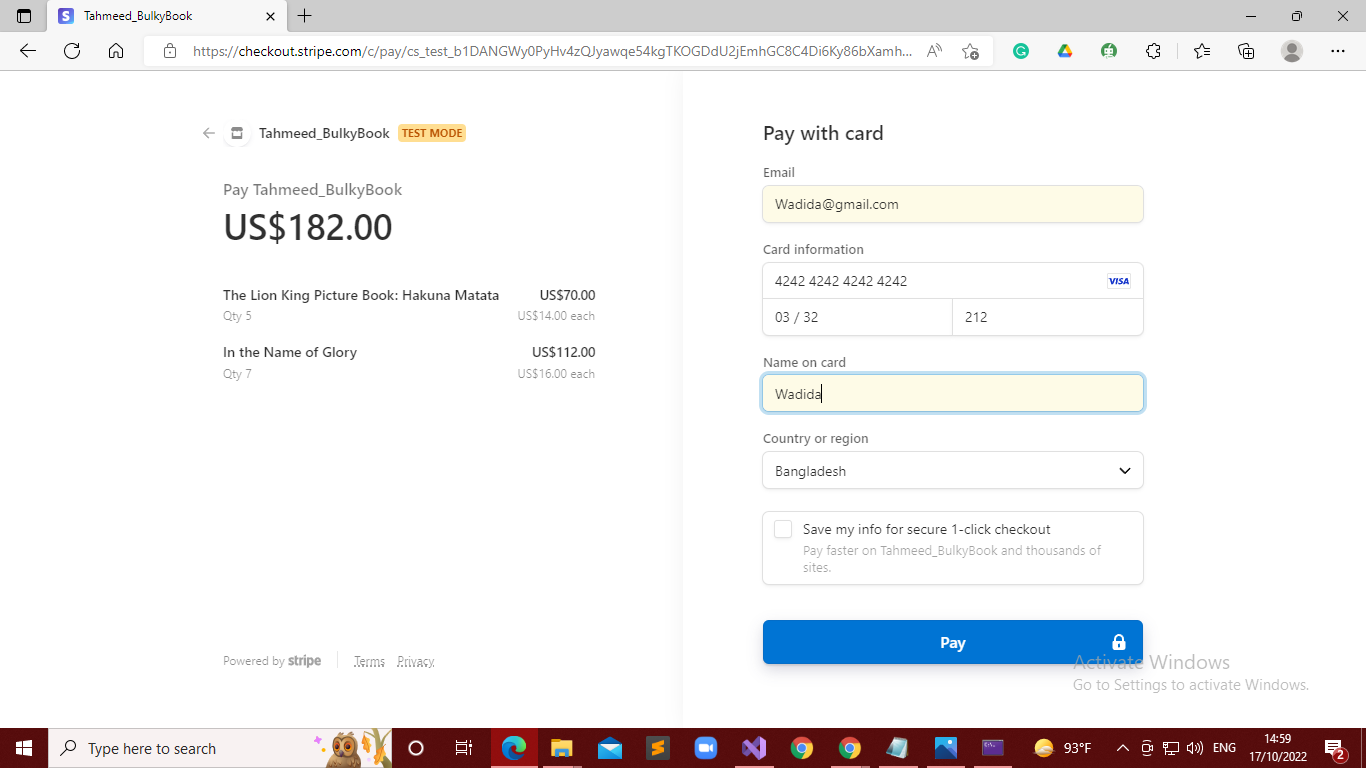 Tahmeed_BulkyBook
https://checkout.stripe.com/c/pay/cs_test_b1DANGWy0PyHv4zQJyawqe54kgTKOGDdU2jEmhGC8C4Di6Ky86bXamh...
Tahmeed_BulkyBook TEST MODE
Pay Tahmeed_BulkyBook
US$182.00
The Lion King Picture Book: Hakuna Matata US$70.00
Qty 5 US$14.00 each
In the Name of Glory US$112.00
Qty 7 US$16.00 each
Powered by stripe Terms Privacy
Pay with card
Email
Wadida@gmail.com
Card information
4242 4242 4242 4242 VISA
03 / 32 212
Name on card
Wadida
Country or region
Bangladesh
Save my info for secure 1-click checkout
Pay faster on Tahmeed_BulkyBook and thousands of
sites.
Pay
Activate Windows
Go to Settings to activate Windows.
Type here to search
93°F
ENG
14:59
17/10/2022
2